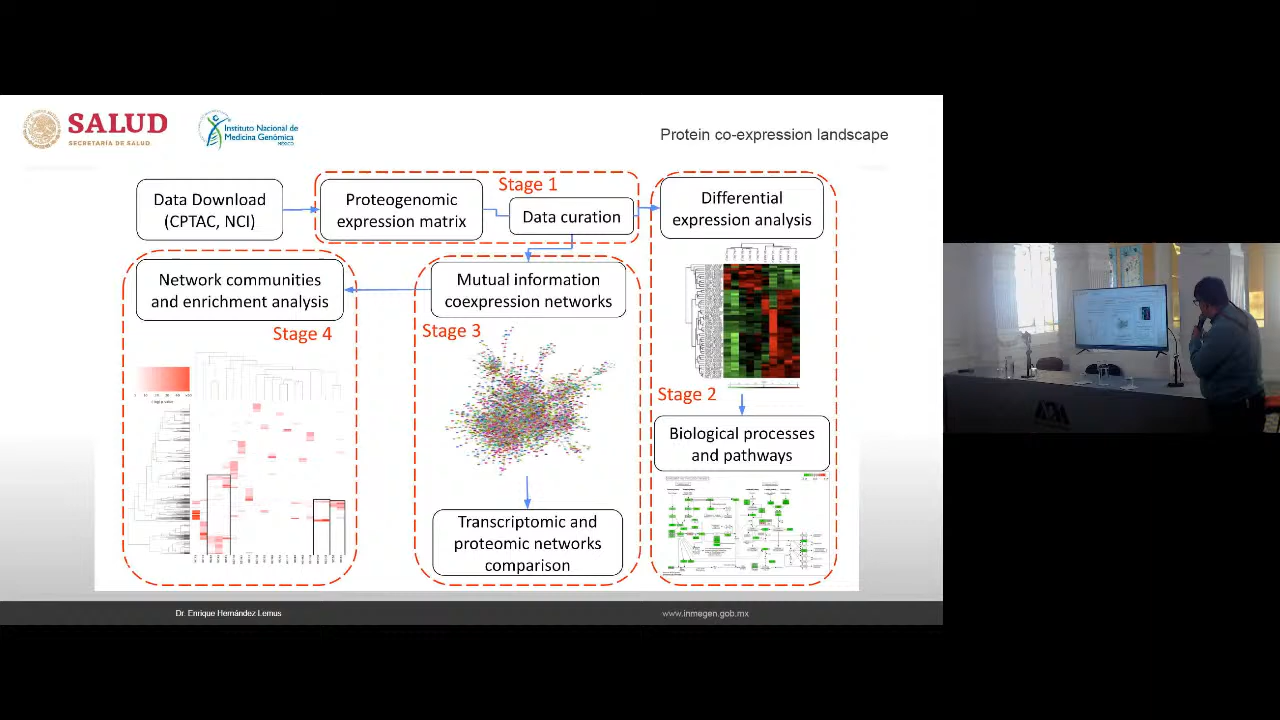 SALUD
SECRETARÍA DE SALUD
Instituto Nacional de
Medicina Genómica
MÉXICO
Protein co-expression landscape
Data Download
(CPTAC, NCI)
Proteogenomic
expression matrix
Stage 1
Data curation
Differential
expression analysis
Network communities
and enrichment analysis
Stage 4
Mutual information
coexpression networks
Stage 3
Stage 2
Biological processes
and pathways
Transcriptomic and
proteomic networks
comparison
Dr. Enrique Hernández Lemus
www.inmegen.gob.mx